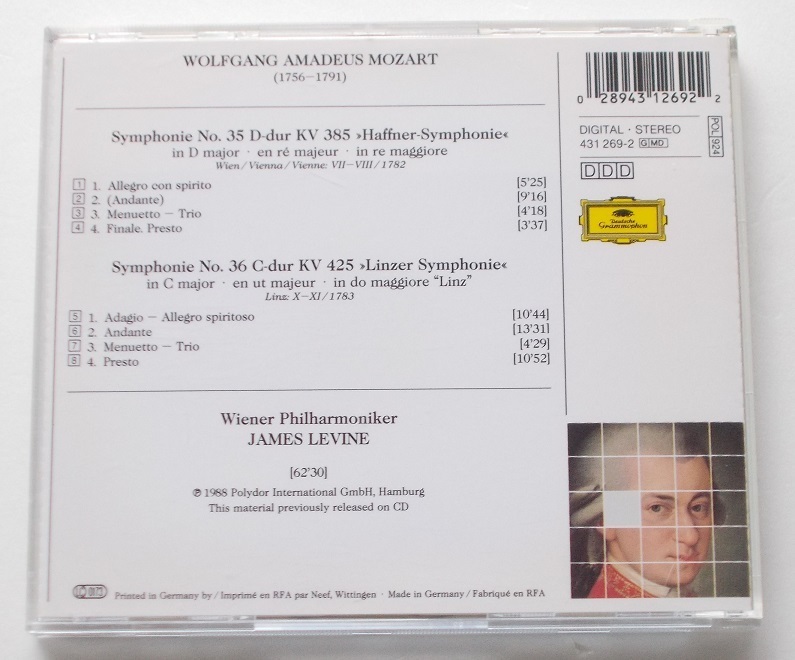 WOLFGANG AMADEUS MOZART
(1756–1791)
Symphonie No. 35 D-dur KV 385 »Haffner-Symphonie«
in D major · en ré majeur · in re maggiore
Wien/Vienna/Vienne: VII–VIII/1782
1 1. Allegro con spirito [5'25]
2 2. (Andante) [9'16]
3 3. Menuetto – Trio [4'18]
4 4. Finale. Presto [3'37]
Symphonie No. 36 C-dur KV 425 »Linzer Symphonie«
in C major · en ut majeur · in do maggiore “Linz”
Linz: X–XI/1783
5 1. Adagio – Allegro spiritoso [10'44]
6 2. Andante [13'31]
7 3. Menuetto – Trio [4'29]
8 4. Presto [10'52]
Wiener Philharmoniker
JAMES LEVINE
[62'30]
℗ 1988 Polydor International GmbH, Hamburg
This material previously released on CD
Printed in Germany by / Imprimé en RFA par Neef, Wittingen · Made in Germany / Fabriqué en RFA
0 28943 12692 2
DIGITAL · STEREO
431 269-2 GMD
POL 924
DDD
Deutsche
Grammophon